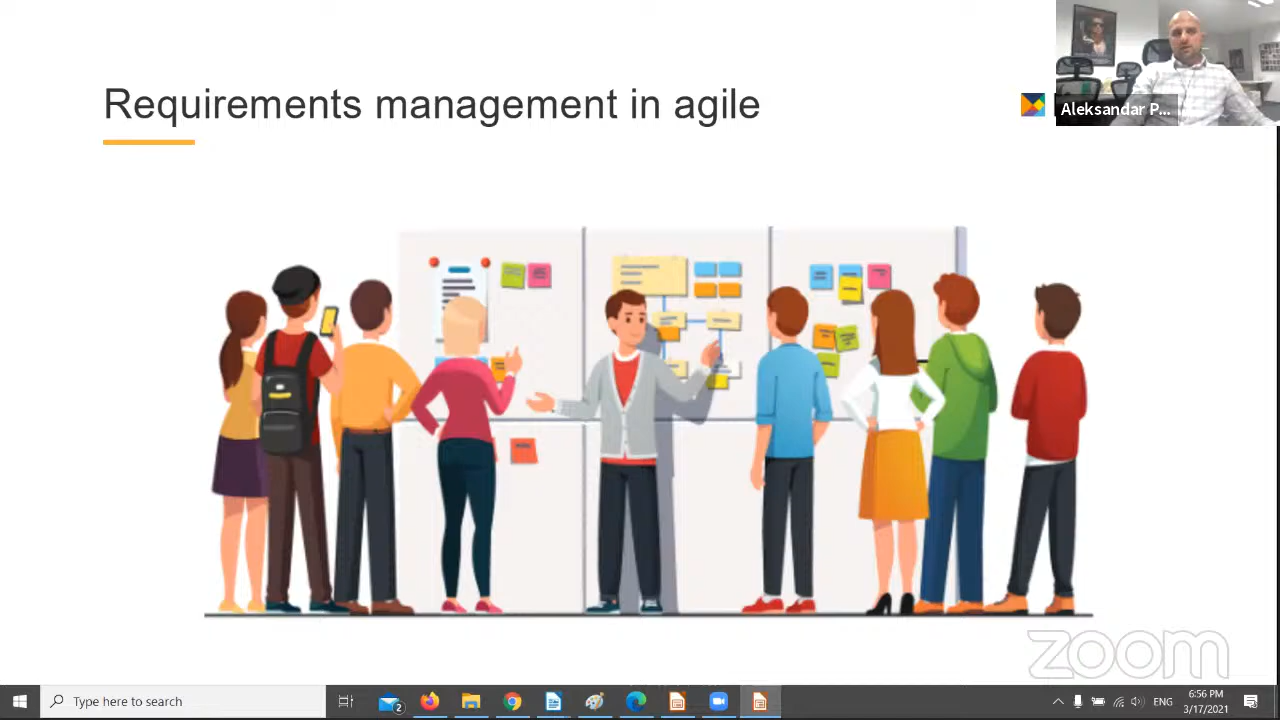 Requirements management in agile
Aleksandar P...
zoom
Type here to search
2
ENG
6:56 PM
3/17/2021